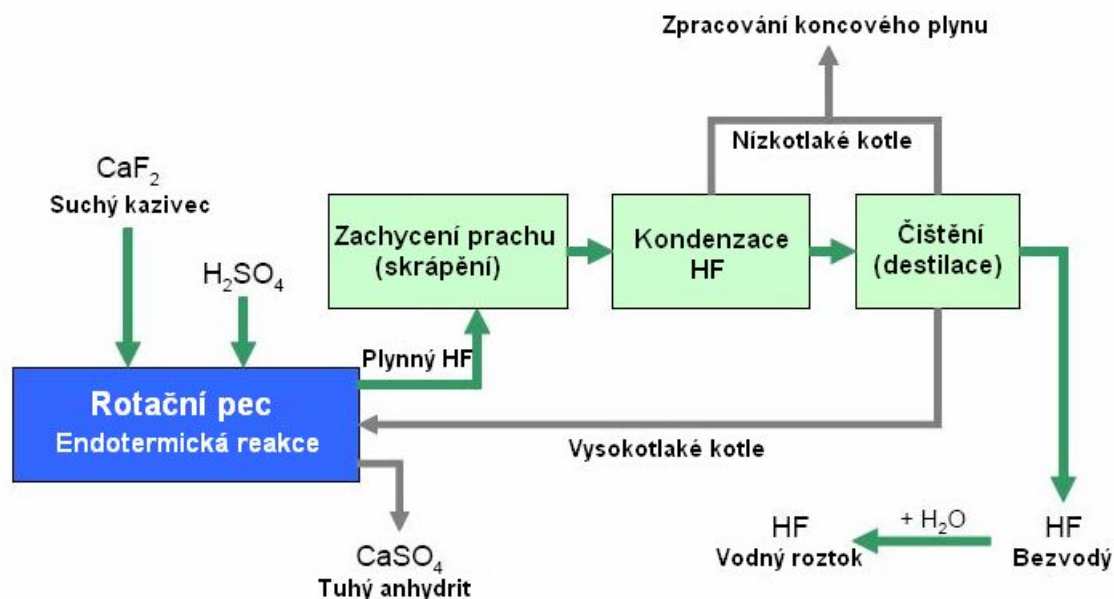 Zpracování koncového plynu
Nízkotlaké kotle
CaF₂
Suchý kazivec
H₂SO₄
Zachycení prachu
(skrápění)
Kondenzace
HF
Čištění
(destilace)
Plynný HF
Rotační pec
Endotermická reakce
Vysokotlaké kotle
CaSO₄
Tuhý anhydrit
HF
Vodný roztok
+ H₂O
HF
Bezvodý